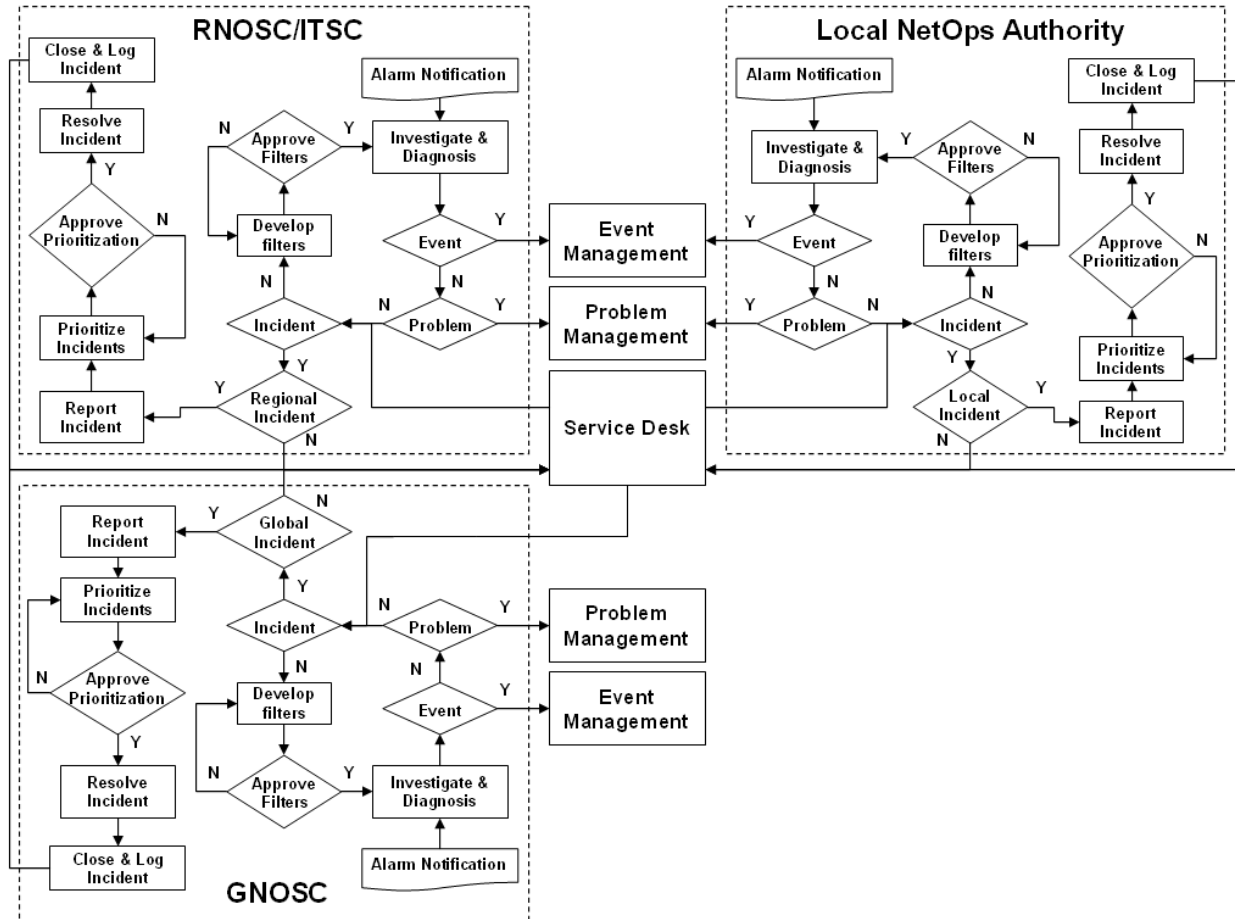 RNOSC/ITSC
Close & Log
Incident
Resolve
Incident
Y
Approve
Prioritization
N
Prioritize
Incidents
Report
Incident
Alarm Notification
N
Approve
Filters
Y
Investigate &
Diagnosis
Develop
filters
Event
Y
N
N
Incident
N
Problem
Y
Y
Y
Regional
Incident
N
Event
Management
Problem
Management
Service Desk
Local NetOps Authority
Alarm Notification
Close & Log
Incident
Investigate &
Diagnosis
Y
Approve
Filters
N
Resolve
Incident
Y
Y
Event
Develop
filters
Approve
Prioritization
N
N
N
Y
Problem
N
Incident
Prioritize
Incidents
Y
Local
Incident
Y
Report
Incident
N
Report
Incident
Y
Global
Incident
N
Prioritize
Incidents
Y
Incident
N
Problem
Y
Problem
Management
N
Approve
Prioritization
N
N
Develop
filters
Event
Y
Event
Management
Y
Resolve
Incident
N
Approve
Filters
Y
Investigate &
Diagnosis
Close & Log
Incident
Alarm Notification
GNOSC